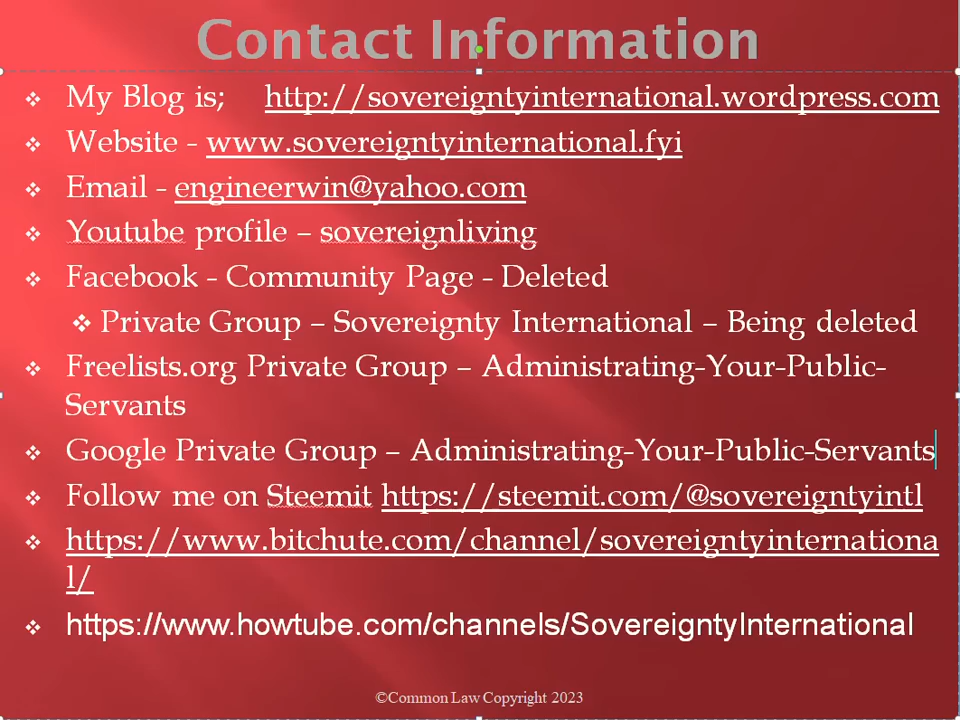 Contact Information
❖ My Blog is; http://sovereigntyinternational.wordpress.com
❖ Website - www.sovereigntyinternational.fyi
❖ Email - engineerwin@yahoo.com
❖ Youtube profile – sovereignliving
❖ Facebook - Community Page - Deleted
❖ Private Group – Sovereignty International – Being deleted
❖ Freelists.org Private Group – Administrating-Your-Public-
Servants
❖ Google Private Group – Administrating-Your-Public-Servants
❖ Follow me on Steemit https://steemit.com/@sovereigntyintl
❖ https://www.bitchute.com/channel/sovereigntyinternationa
l/
❖ https://www.howtube.com/channels/SovereigntyInternational
©Common Law Copyright 2023